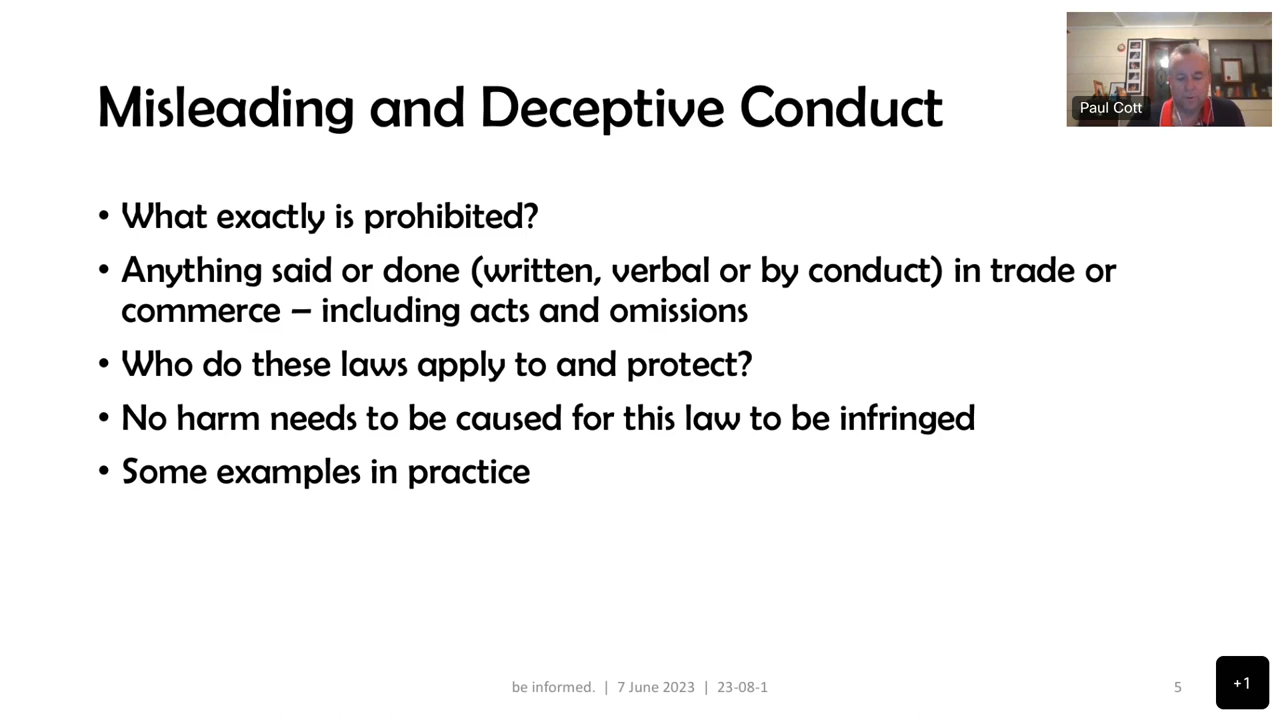 Misleading and Deceptive Conduct
Paul Cott
• What exactly is prohibited?
• Anything said or done (written, verbal or by conduct) in trade or
commerce – including acts and omissions
• Who do these laws apply to and protect?
• No harm needs to be caused for this law to be infringed
• Some examples in practice
be informed. | 7 June 2023 | 23-08-1
5
+1